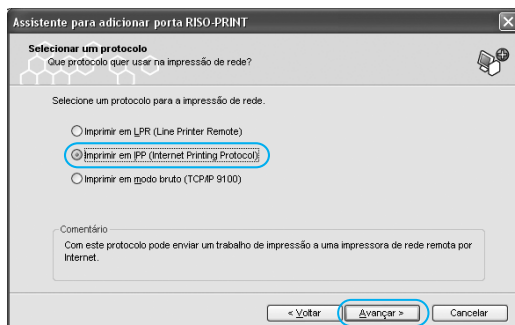 Assistente para adicionar porta RISO-PRINT
Selecionar um protocolo
Que protocolo quer usar na impressão de rede?
Selecione um protocolo para a impressão de rede.
Imprimir em LPR (Line Printer Remote)
Imprimir em IPP (Internet Printing Protocol)
Imprimir em modo bruto (TCP/IP 9100)
Comentário
Com este protocolo pode enviar um trabalho de impressão a uma impressora de rede remota por
Internet.
< Voltar
Avançar >
Cancelar